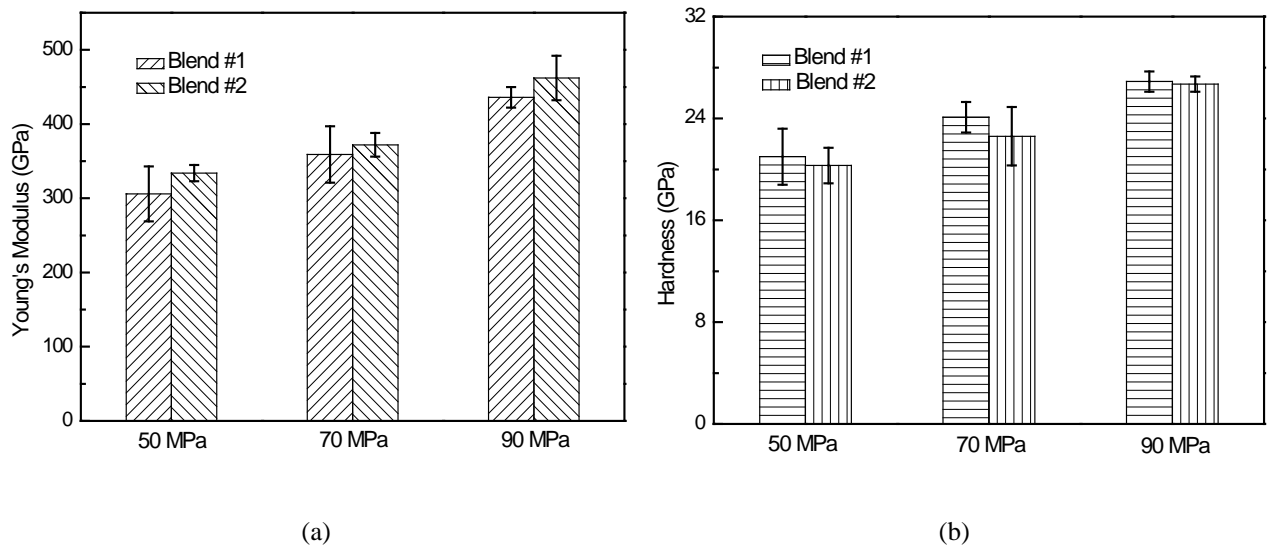 500
400
300
200
100
0
Young's Modulus (GPa)
Blend #1
Blend #2
50 MPa
70 MPa
90 MPa
(a)
32
24
16
8
0
Hardness (GPa)
Blend #1
Blend #2
50 MPa
70 MPa
90 MPa
(b)